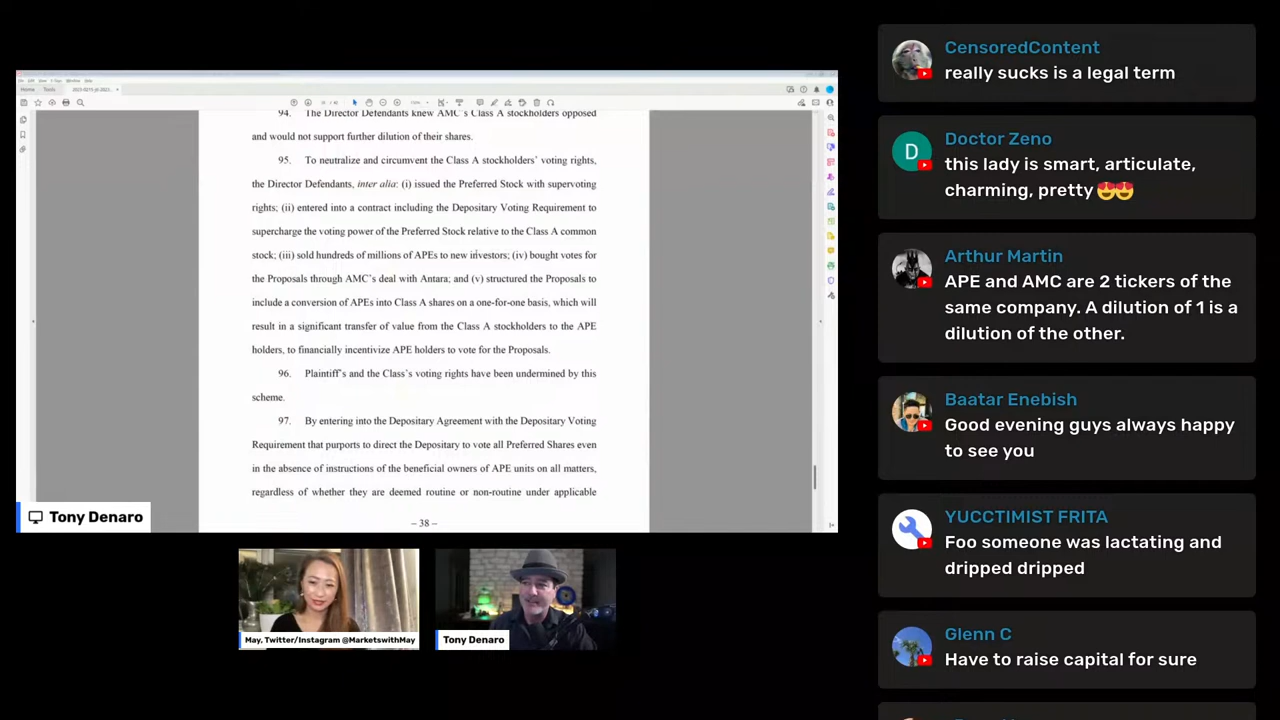 Home
Tools
94. The Director Defendants knew AMC's Class A stockholders opposed
and would not support further dilution of their shares.
95. To neutralize and circumvent the Class A stockholders' voting rights,
the Director Defendants, inter alia: (i) issued the Preferred Stock with supervoting
rights; (ii) entered into a contract including the Depositary Voting Requirement to
supercharge the voting power of the Preferred Stock relative to the Class A common
stock; (iii) sold hundreds of millions of APEs to new investors; (iv) bought votes for
the Proposals through AMC's deal with Antara; and (v) structured the Proposals to
include a conversion of APEs into Class A shares on a one-for-one basis, which will
result in a significant transfer of value from the Class A stockholders to the APE
holders, to financially incentivize APE holders to vote for the Proposals.
96. Plaintiff's and the Class's voting rights have been undermined by this
scheme.
97. By entering into the Depositary Agreement with the Depositary Voting
Requirement that purports to direct the Depositary to vote all Preferred Shares even
in the absence of instructions of the beneficial owners of APE units on all matters,
regardless of whether they are deemed routine or non-routine under applicable
– 38 –
Tony Denaro
May, Twitter/Instagram @MarketswithMay
Tony Denaro
CensoredContent
really sucks is a legal term
D
Doctor Zeno
this lady is smart, articulate,
charming, pretty 😍😍
Arthur Martin
APE and AMC are 2 tickers of the
same company. A dilution of 1 is a
dilution of the other.
Baatar Enebish
Good evening guys always happy
to see you
YUCCTIMIST FRITA
Foo someone was lactating and
dripped dripped
Glenn C
Have to raise capital for sure